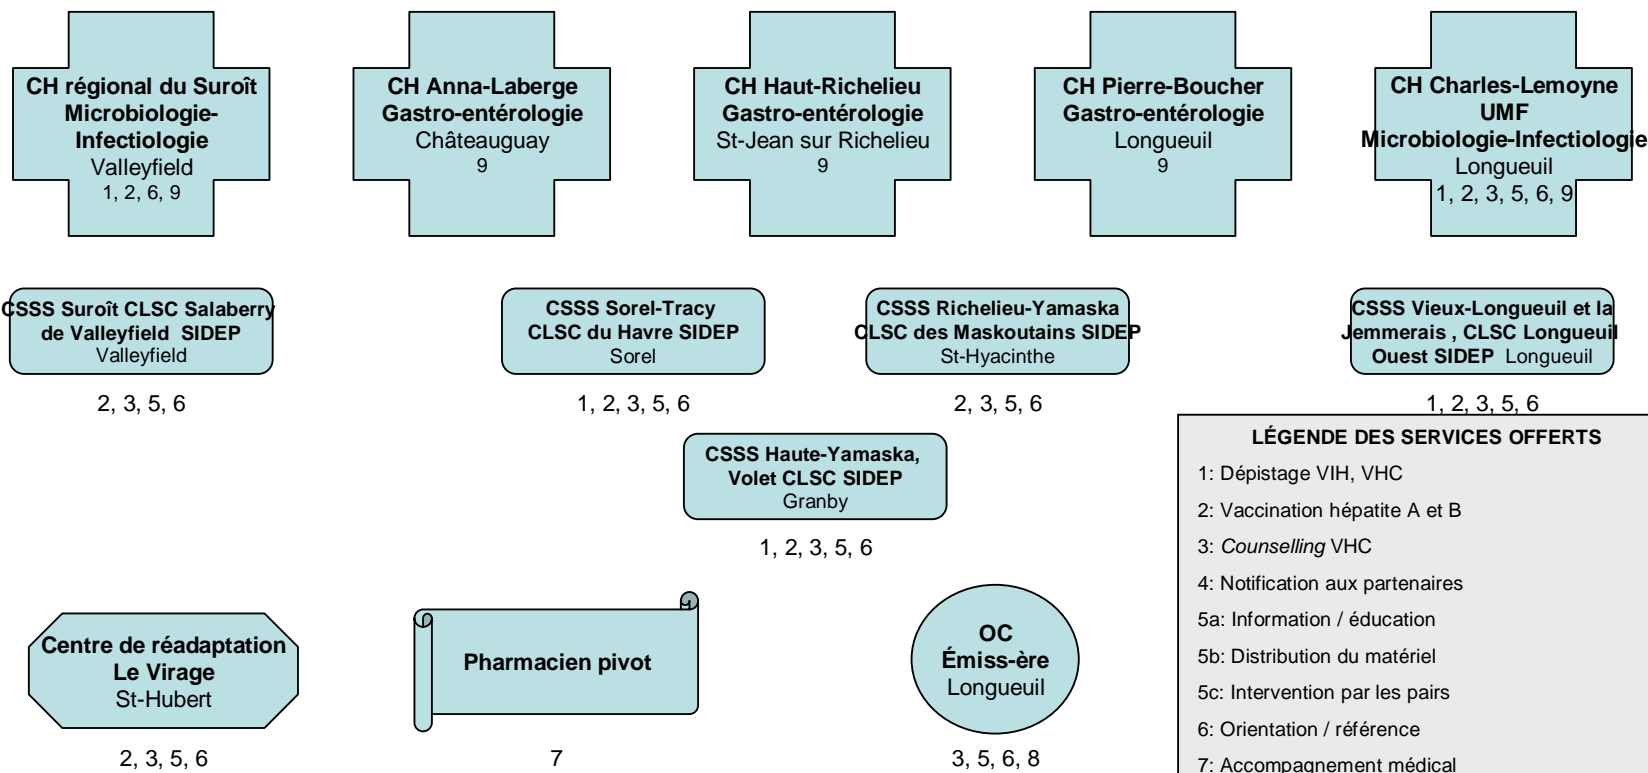 CH régional du Suroît
Microbiologie-
Infectiologie
Valleyfield
1, 2, 6, 9
CH Anna-Laberge
Gastro-entérologie
Châteauguay
9
CH Haut-Richelieu
Gastro-entérologie
St-Jean sur Richelieu
9
CH Pierre-Boucher
Gastro-entérologie
Longueuil
9
CH Charles-Lemoyne
UMF
Microbiologie-Infectiologie
Longueuil
1, 2, 3, 5, 6, 9
CSSS Suroît CLSC Salaberry
de Valleyfield SIDEP
Valleyfield
2, 3, 5, 6
CSSS Sorel-Tracy
CLSC du Havre SIDEP
Sorel
1, 2, 3, 5, 6
CSSS Richelieu-Yamaska
CLSC des Maskoutains SIDEP
St-Hyacinthe
2, 3, 5, 6
CSSS Vieux-Longueuil et la
Jemmerais , CLSC Longueuil
Ouest SIDEP Longueuil
1, 2, 3, 5, 6
CSSS Haute-Yamaska,
Volet CLSC SIDEP
Granby
1, 2, 3, 5, 6
Centre de réadaptation
Le Virage
St-Hubert
2, 3, 5, 6
Pharmacien pivot
7
OC
Émiss-ère
Longueuil
3, 5, 6, 8
LÉGENDE DES SERVICES OFFERTS
1: Dépistage VIH, VHC
2: Vaccination hépatite A et B
3: Counselling VHC
4: Notification aux partenaires
5a: Information / éducation
5b: Distribution du matériel
5c: Intervention par les pairs
6: Orientation / référence
7: Accompagnement médical